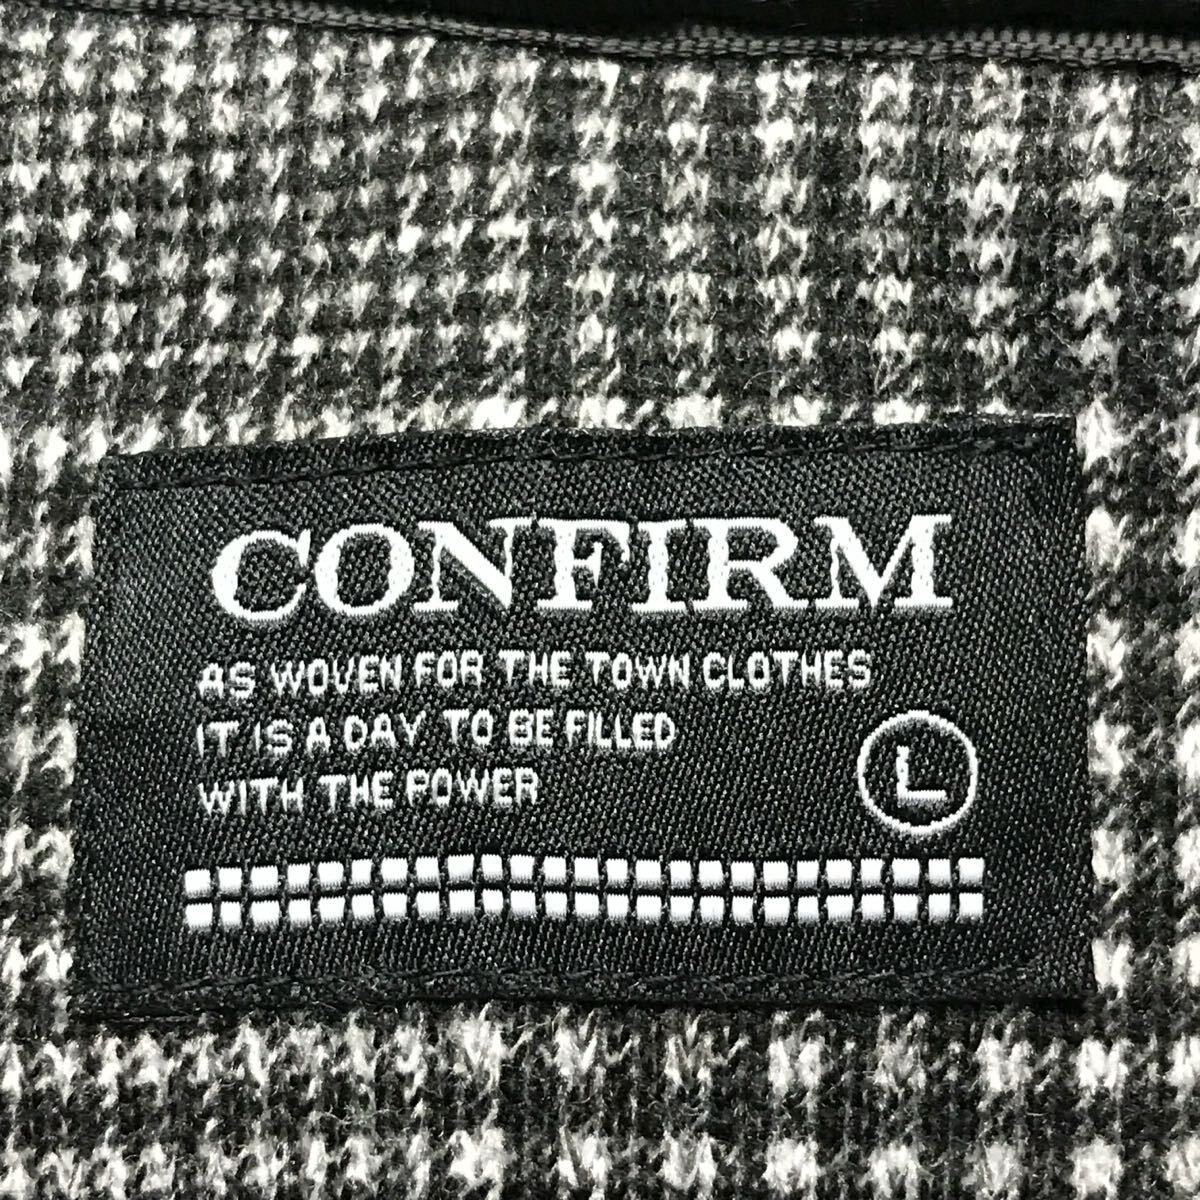 CONFIRM
AS WOVEN FOR THE TOWN CLOTHES
IT IS A DAY TO BE FILLED
WITH THE POWER
L